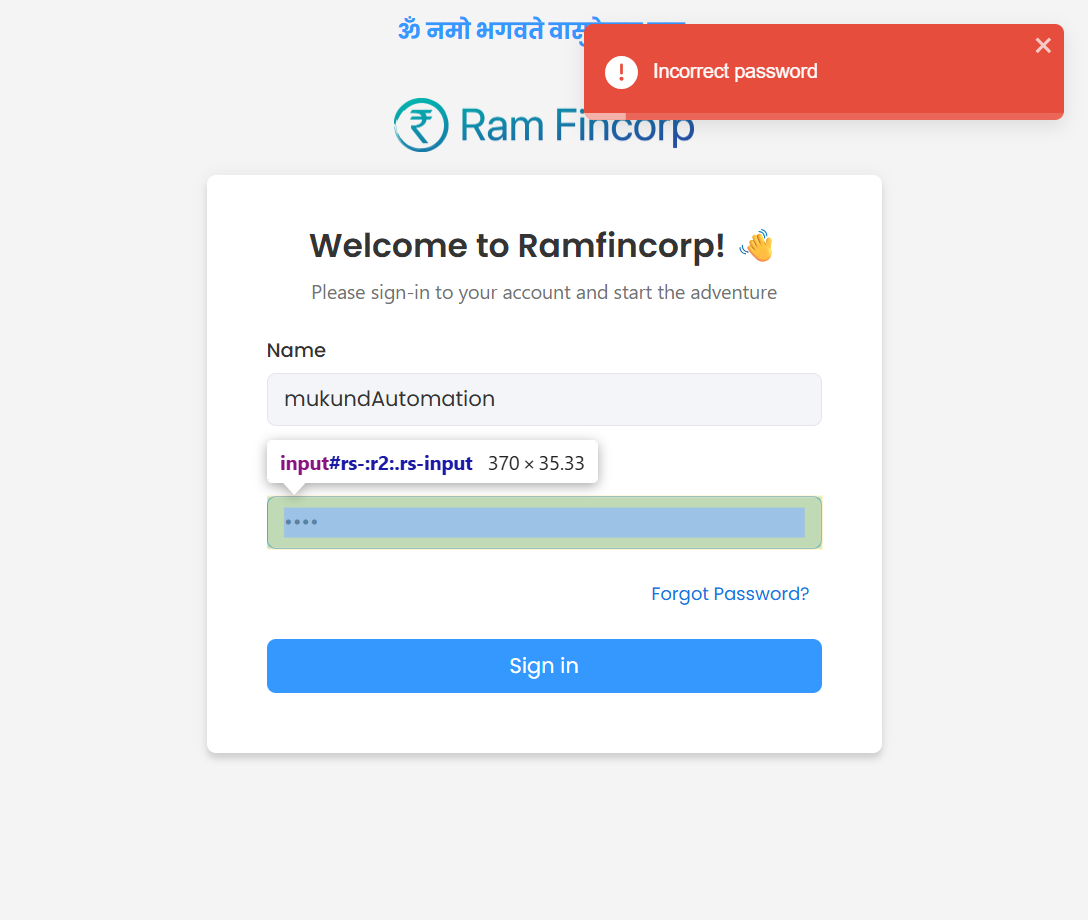 ॐ नमो भगवते
Incorrect password
Ram Fincorp
Welcome to Ramfincorp! 👋
Please sign-in to your account and start the adventure
Name
mukundAutomation
input#rs-:r2:.rs-input 370 × 35.33
••••
Forgot Password?
Sign in